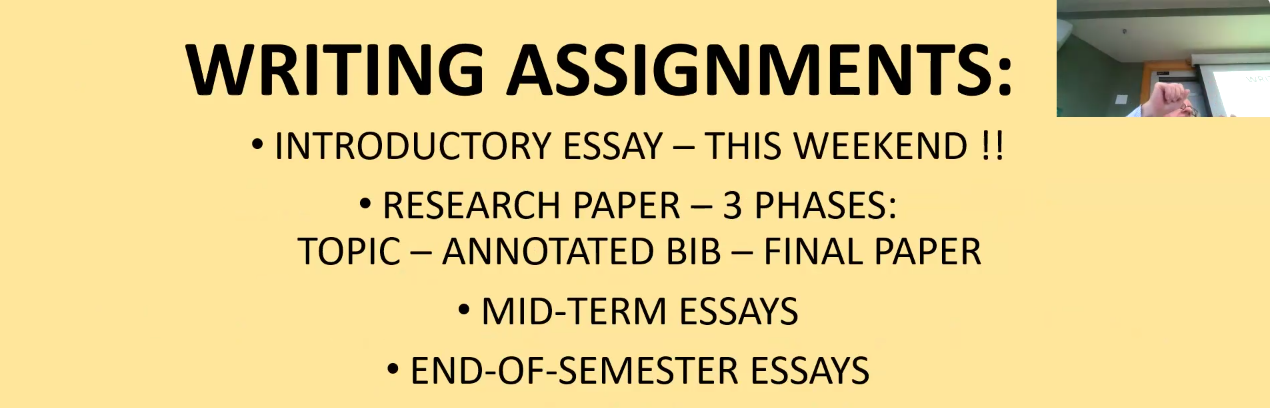 WRITING ASSIGNMENTS:
• INTRODUCTORY ESSAY – THIS WEEKEND !!
• RESEARCH PAPER – 3 PHASES:
TOPIC – ANNOTATED BIB – FINAL PAPER
• MID-TERM ESSAYS
• END-OF-SEMESTER ESSAYS